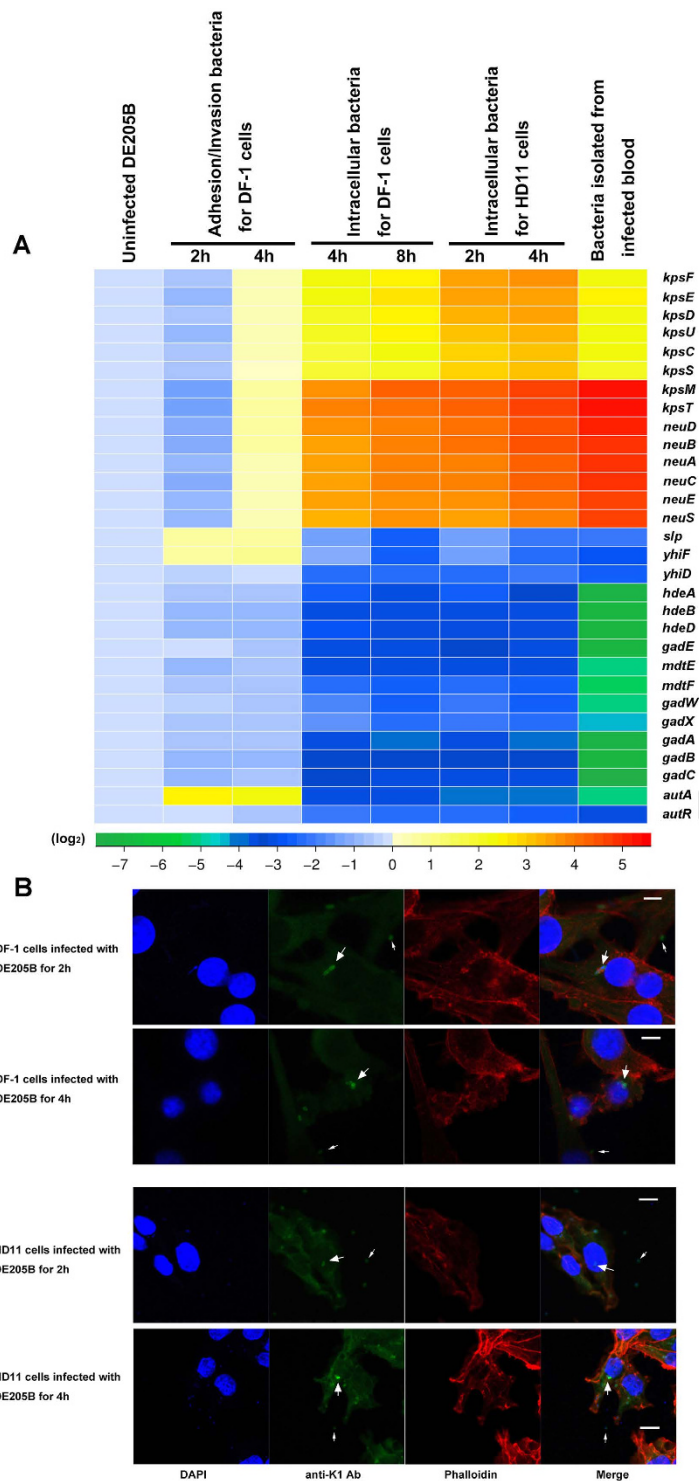 Uninfected DE205B
Adhesion/Invasion bacteria
for DF-1 cells
Intracellular bacteria
for DF-1 cells
Intracellular bacteria
for HD11 cells
Bacteria isolated from
infected blood
A
2h
4h
4h
8h
2h
4h
kpsF
kpsE
kpsD
kpsU
kpsC
kpsS
kpsM
kpsT
neuD
neuB
neuA
neuC
neuE
neuS
slp
yhiF
yhiD
hdeA
hdeB
hdeD
gadE
mdtE
mdtF
gadW
gadX
gadA
gadB
gadC
autA
autR
(log2)
−7 −6 −5 −4 −3 −2 −1 0 1 2 3 4 5
B
DF-1 cells infected with
DE205B for 2h
DF-1 cells infected with
DE205B for 4h
HD11 cells infected with
DE205B for 2h
HD11 cells infected with
DE205B for 4h
DAPI
anti-K1 Ab
Phalloidin
Merge